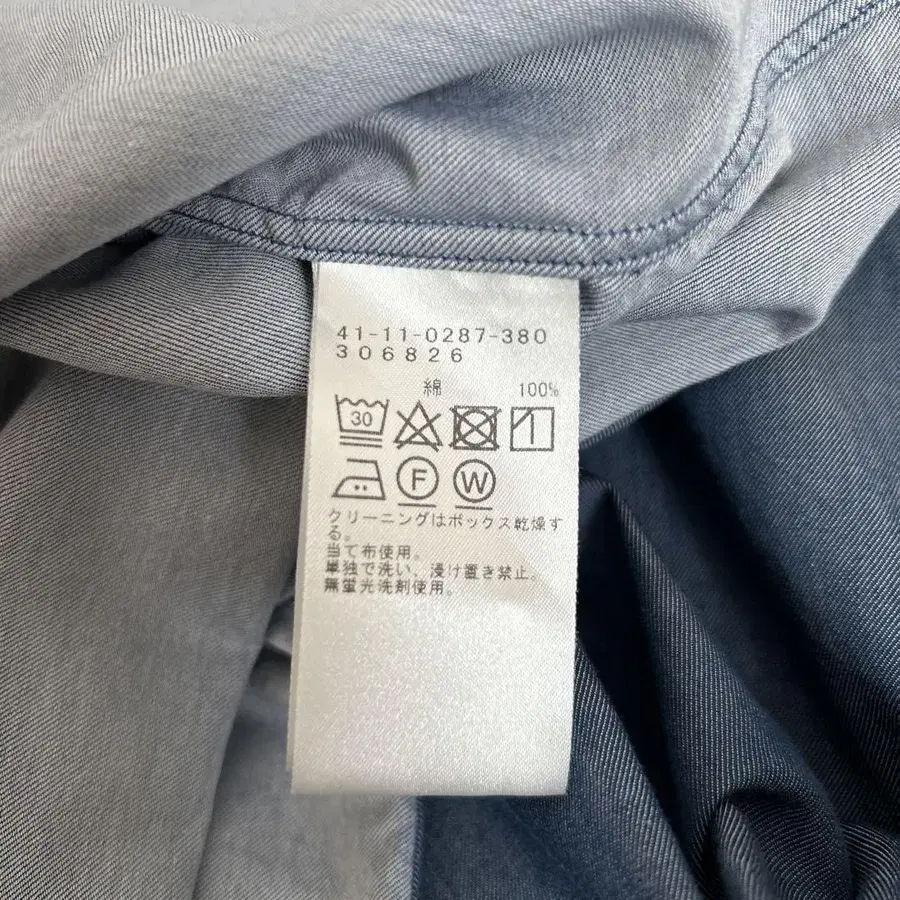 41-11-0287-380
306826
綿 100%
30
F W
クリーニングはボックス乾燥す
る。
当て布使用。
単独で洗い、浸け置き禁止。
無蛍光洗剤使用。